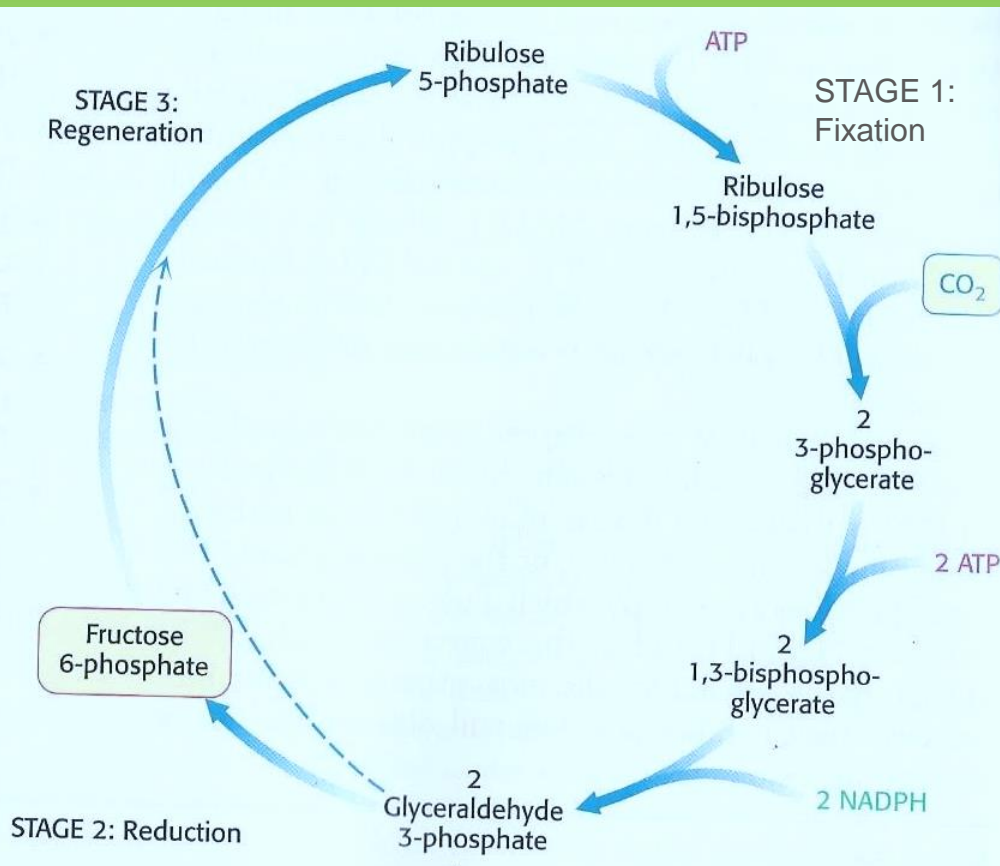 Ribulose
5-phosphate
ATP
STAGE 1:
Fixation
STAGE 3:
Regeneration
Ribulose
1,5-bisphosphate
CO₂
2
3-phospho-
glycerate
2 ATP
2
1,3-bisphospho-
glycerate
2 NADPH
2
Glyceraldehyde
3-phosphate
Fructose
6-phosphate
STAGE 2: Reduction